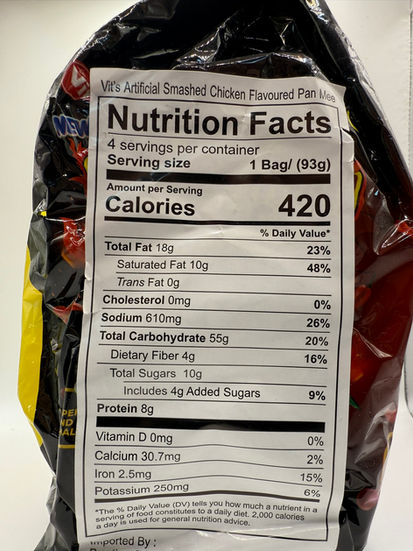 Vit's Artificial Smashed Chicken Flavoured Pan Mee
Nutrition Facts
4 servings per container
Serving size 1 Bag/ (93g)
Amount per Serving
Calories 420
% Daily Value*
Total Fat 18g 23%
Saturated Fat 10g 48%
Trans Fat 0g
Cholesterol 0mg 0%
Sodium 610mg 26%
Total Carbohydrate 55g 20%
Dietary Fiber 4g 16%
Total Sugars 10g
Includes 4g Added Sugars 9%
Protein 8g
Vitamin D 0mg 0%
Calcium 30.7mg 2%
Iron 2.5mg 15%
Potassium 250mg 6%
*The % Daily Value (DV) tells you how much a nutrient in a
serving of food constitutes to a daily diet. 2,000 calories
a day is used for general nutrition advice.
Imported By :
NEW